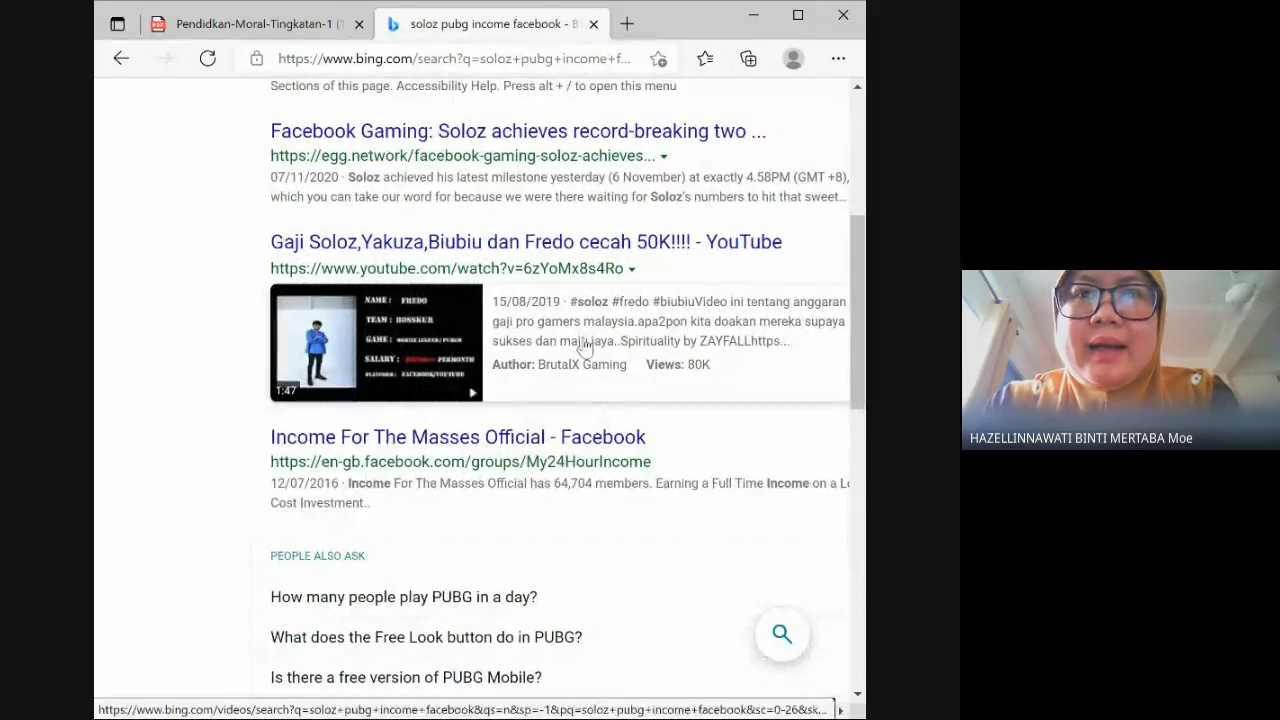 Pendidkan-Moral-Tingkatan-1 (1
soloz pubg income facebook - B
https://www.bing.com/search?q=soloz+pubg+income+f...
Sections of this page. Accessibility Help. Press alt + / to open this menu
Facebook Gaming: Soloz achieves record-breaking two ...
https://egg.network/facebook-gaming-soloz-achieves...
07/11/2020 · Soloz achieved his latest milestone yesterday (6 November) at exactly 4.58PM (GMT +8),
which you can take our word for because we were there waiting for Soloz's numbers to hit that sweet...
Gaji Soloz,Yakuza,Biubiu dan Fredo cecah 50K!!!! - YouTube
https://www.youtube.com/watch?v=6zYoMx8s4Ro
NAME : FREDO
TEAM : BOSSKUR
GAME : MOBILE LEGEND/ PUBGM
SALARY : PERMONTH
PLATFORM : FACEBOOK/YOUTUBE
1:47
15/08/2019 · #soloz #fredo #biubiuVideo ini tentang anggaran
gaji pro gamers malaysia.apa2pon kita doakan mereka supaya
sukses dan maju jaya..Spirituality by ZAYFALLhttps...
Author: BrutalX Gaming Views: 80K
Income For The Masses Official - Facebook
https://en-gb.facebook.com/groups/My24HourIncome
12/07/2016 · Income For The Masses Official has 64,704 members. Earning a Full Time Income on a Lo
Cost Investment..
PEOPLE ALSO ASK
How many people play PUBG in a day?
What does the Free Look button do in PUBG?
Is there a free version of PUBG Mobile?
https://www.bing.com/videos/search?q=soloz+pubg+income+facebook&qs=n&sp=-1&pq=soloz+pubg+income+facebook&sc=0-26&sk...
HAZELLINNAWATI BINTI MERTABA Moe